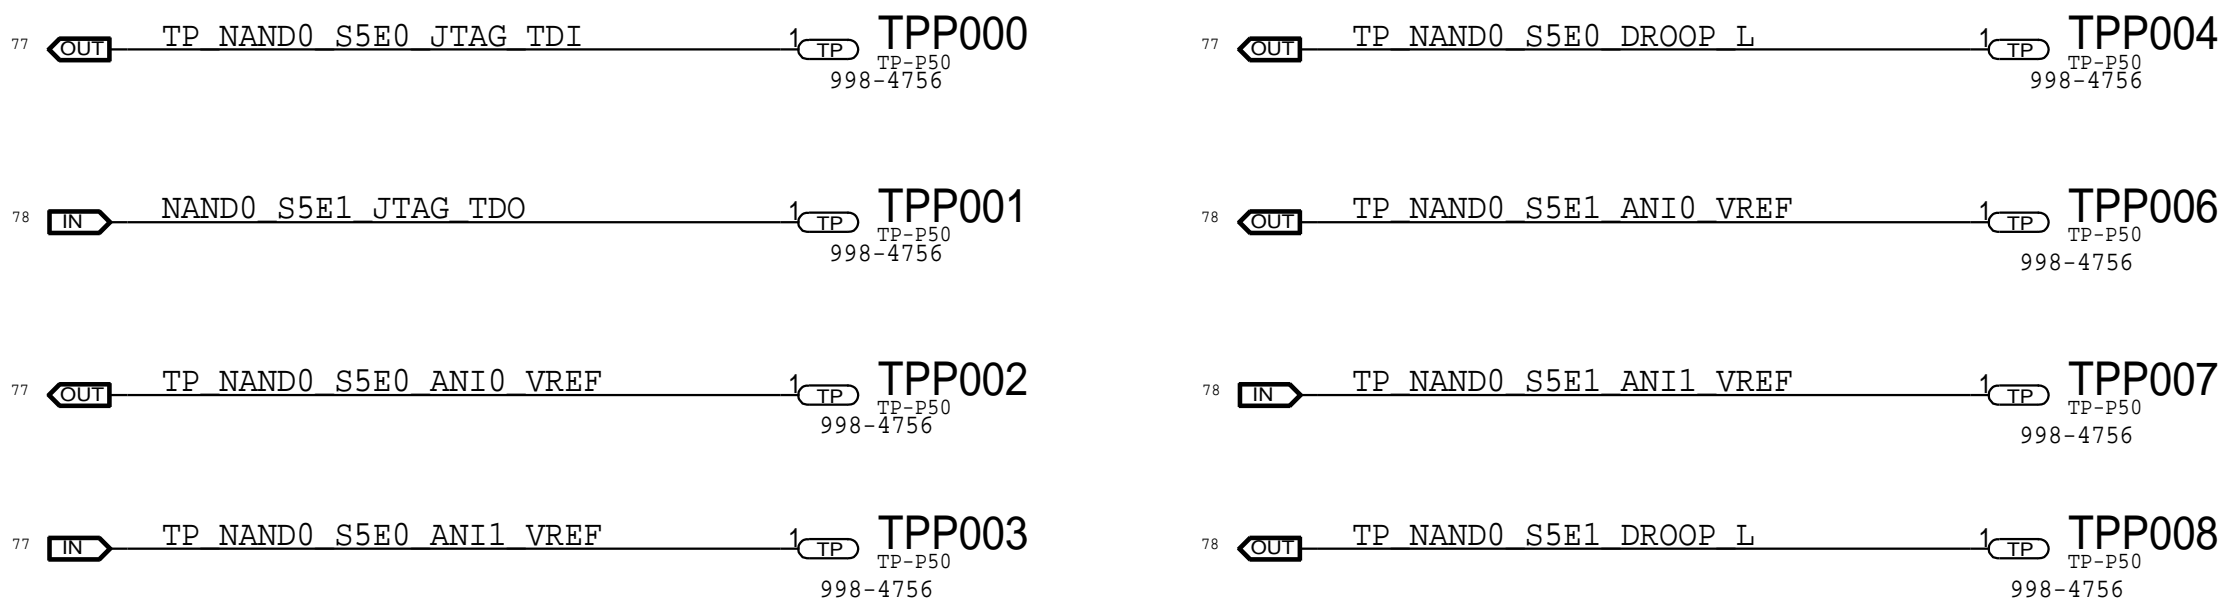 77 OUT TP_NAND0_S5E0_JTAG_TDI 1 TP TPP000
TP-P50
998-4756
78 IN NAND0_S5E1_JTAG_TDO 1 TP TPP001
TP-P50
998-4756
77 OUT TP_NAND0_S5E0_ANI0_VREF 1 TP TPP002
TP-P50
998-4756
77 IN TP_NAND0_S5E0_ANI1_VREF 1 TP TPP003
TP-P50
998-4756
77 OUT TP_NAND0_S5E0_DROOP_L 1 TP TPP004
TP-P50
998-4756
78 OUT TP_NAND0_S5E1_ANI0_VREF 1 TP TPP006
TP-P50
998-4756
78 IN TP_NAND0_S5E1_ANI1_VREF 1 TP TPP007
TP-P50
998-4756
78 OUT TP_NAND0_S5E1_DROOP_L 1 TP TPP008
TP-P50
998-4756